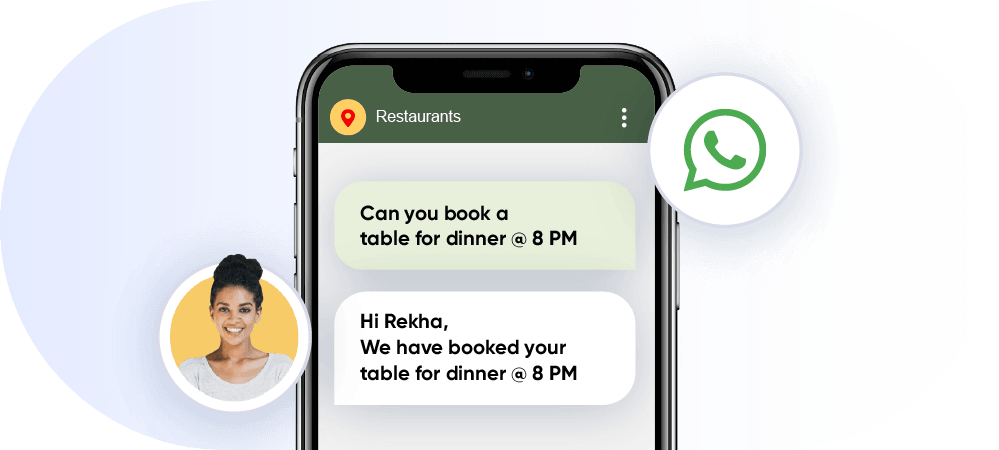 Restaurants
Can you book a
table for dinner @ 8 PM
Hi Rekha,
We have booked your
table for dinner @ 8 PM